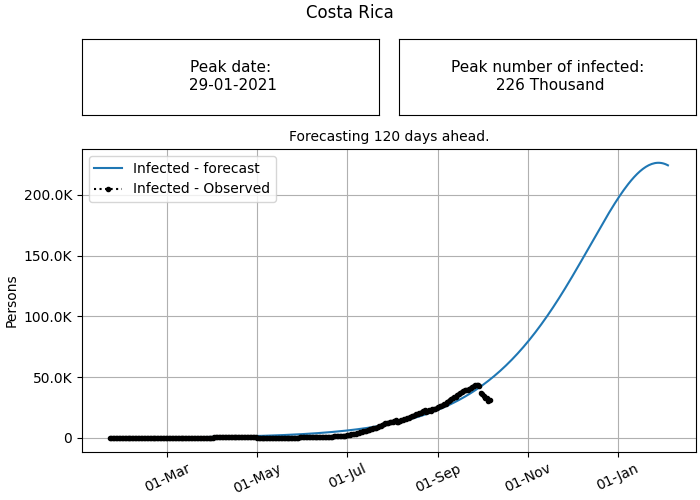 Costa Rica
Peak date:
29-01-2021
Peak number of infected:
226 Thousand
Forecasting 120 days ahead.
Infected - forecast
Infected - Observed
200.0K
150.0K
100.0K
50.0K
0
Persons
01-Mar
01-May
01-Jul
01-Sep
01-Nov
01-Jan